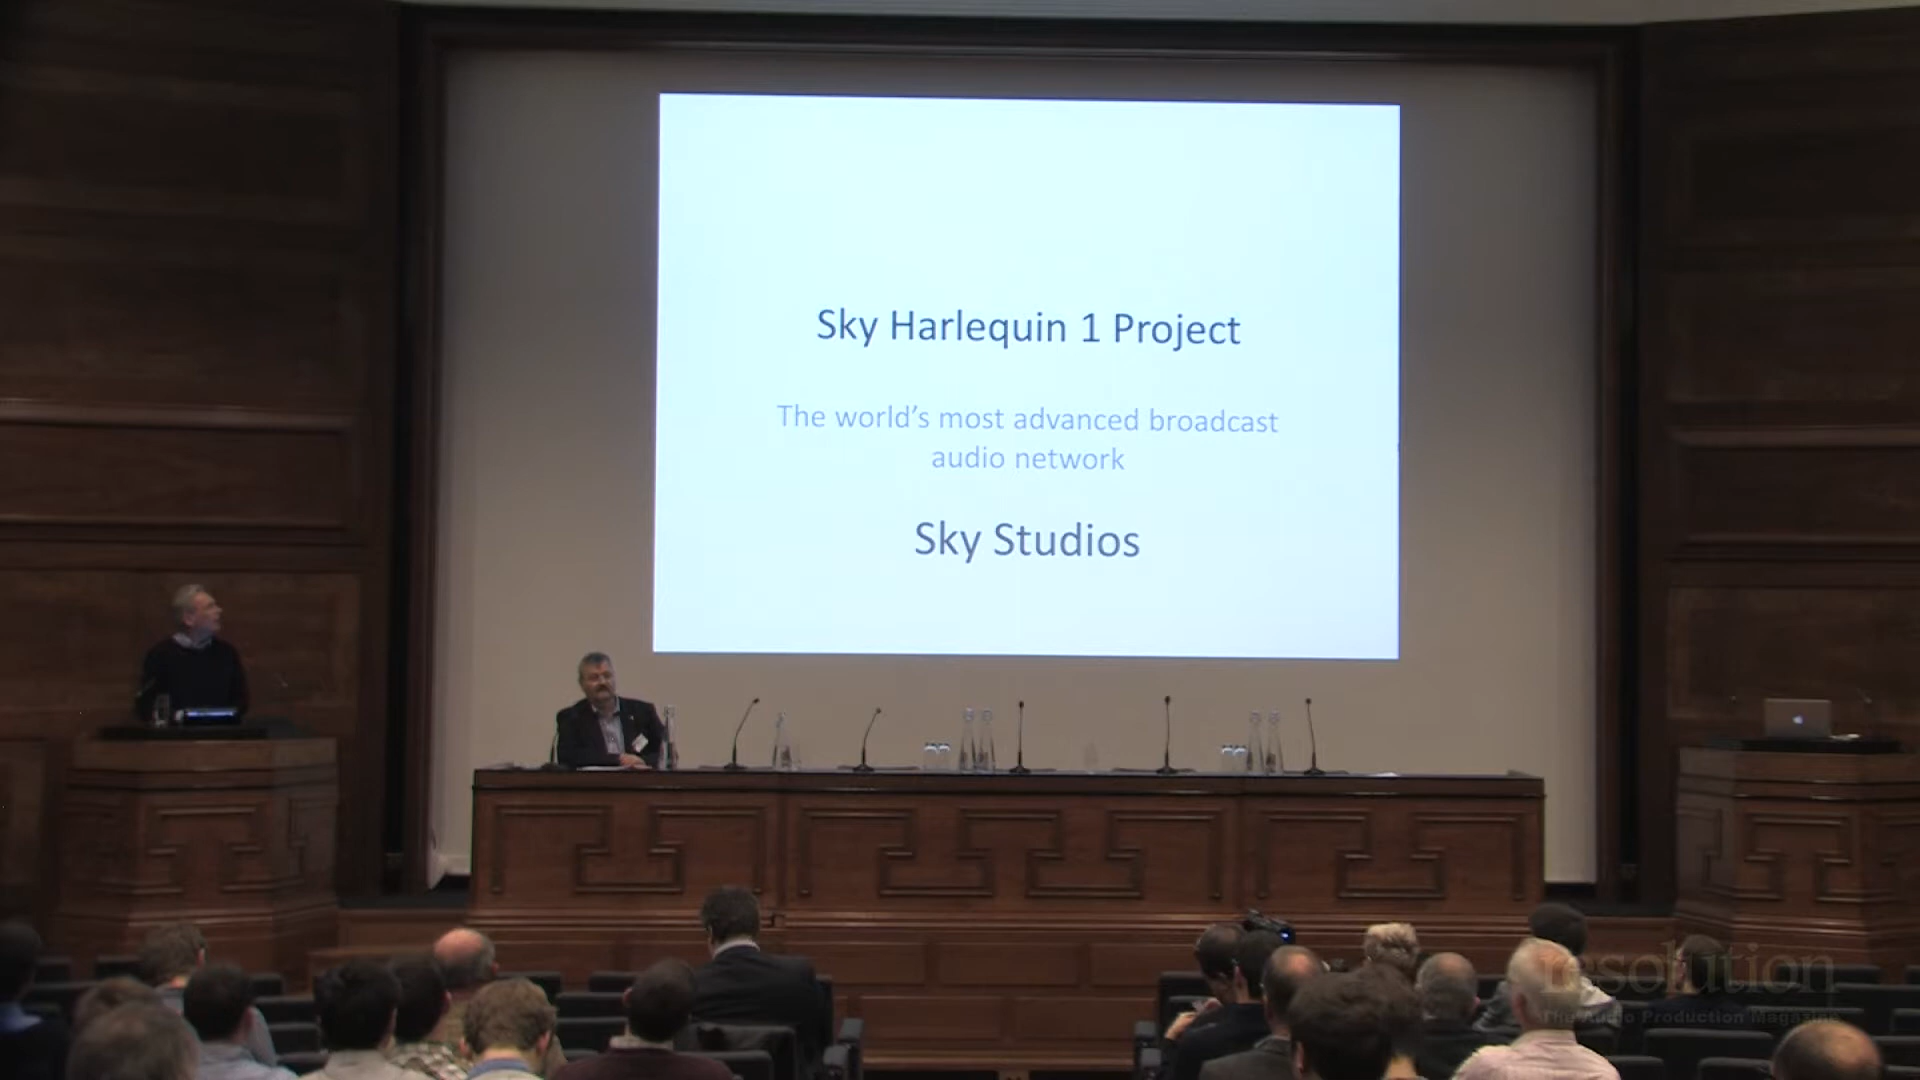 Sky Harlequin 1 Project
The world's most advanced broadcast
audio network
Sky Studios
resolution
The Audio Production Magazine